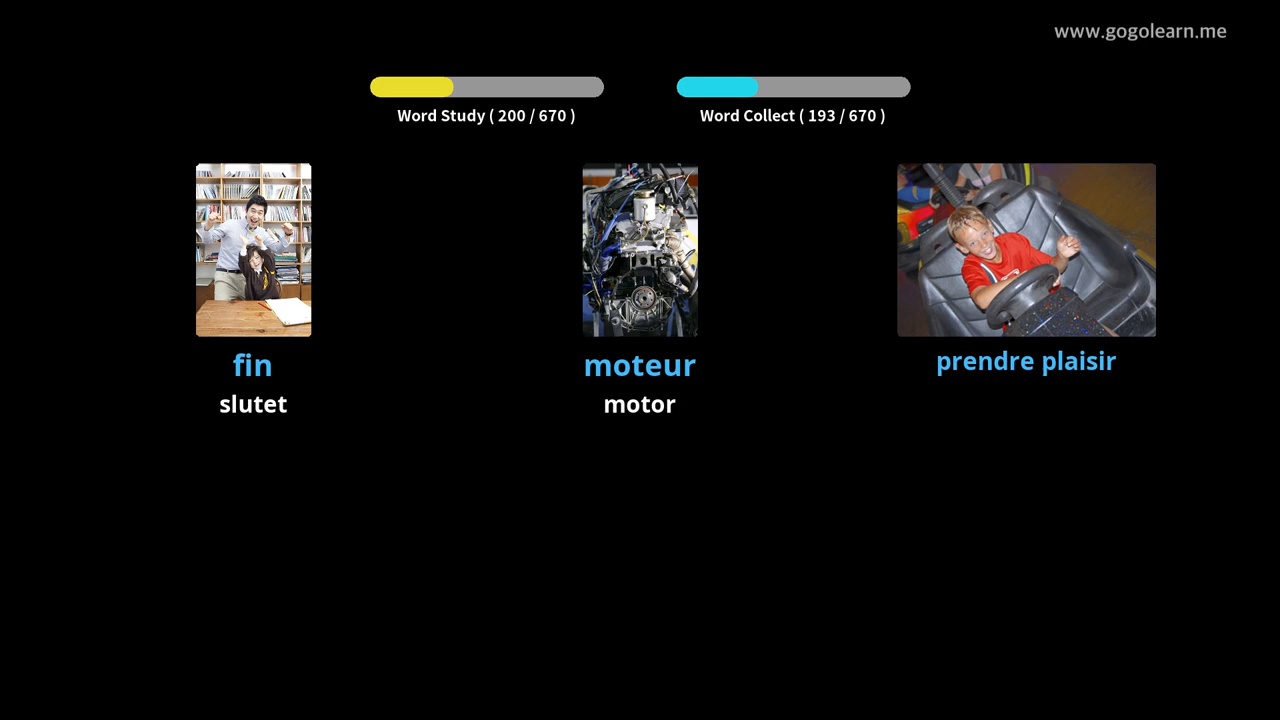 www.gogolearn.me
Word Study ( 200 / 670 )
Word Collect ( 193 / 670 )
fin
slutet
moteur
motor
prendre plaisir